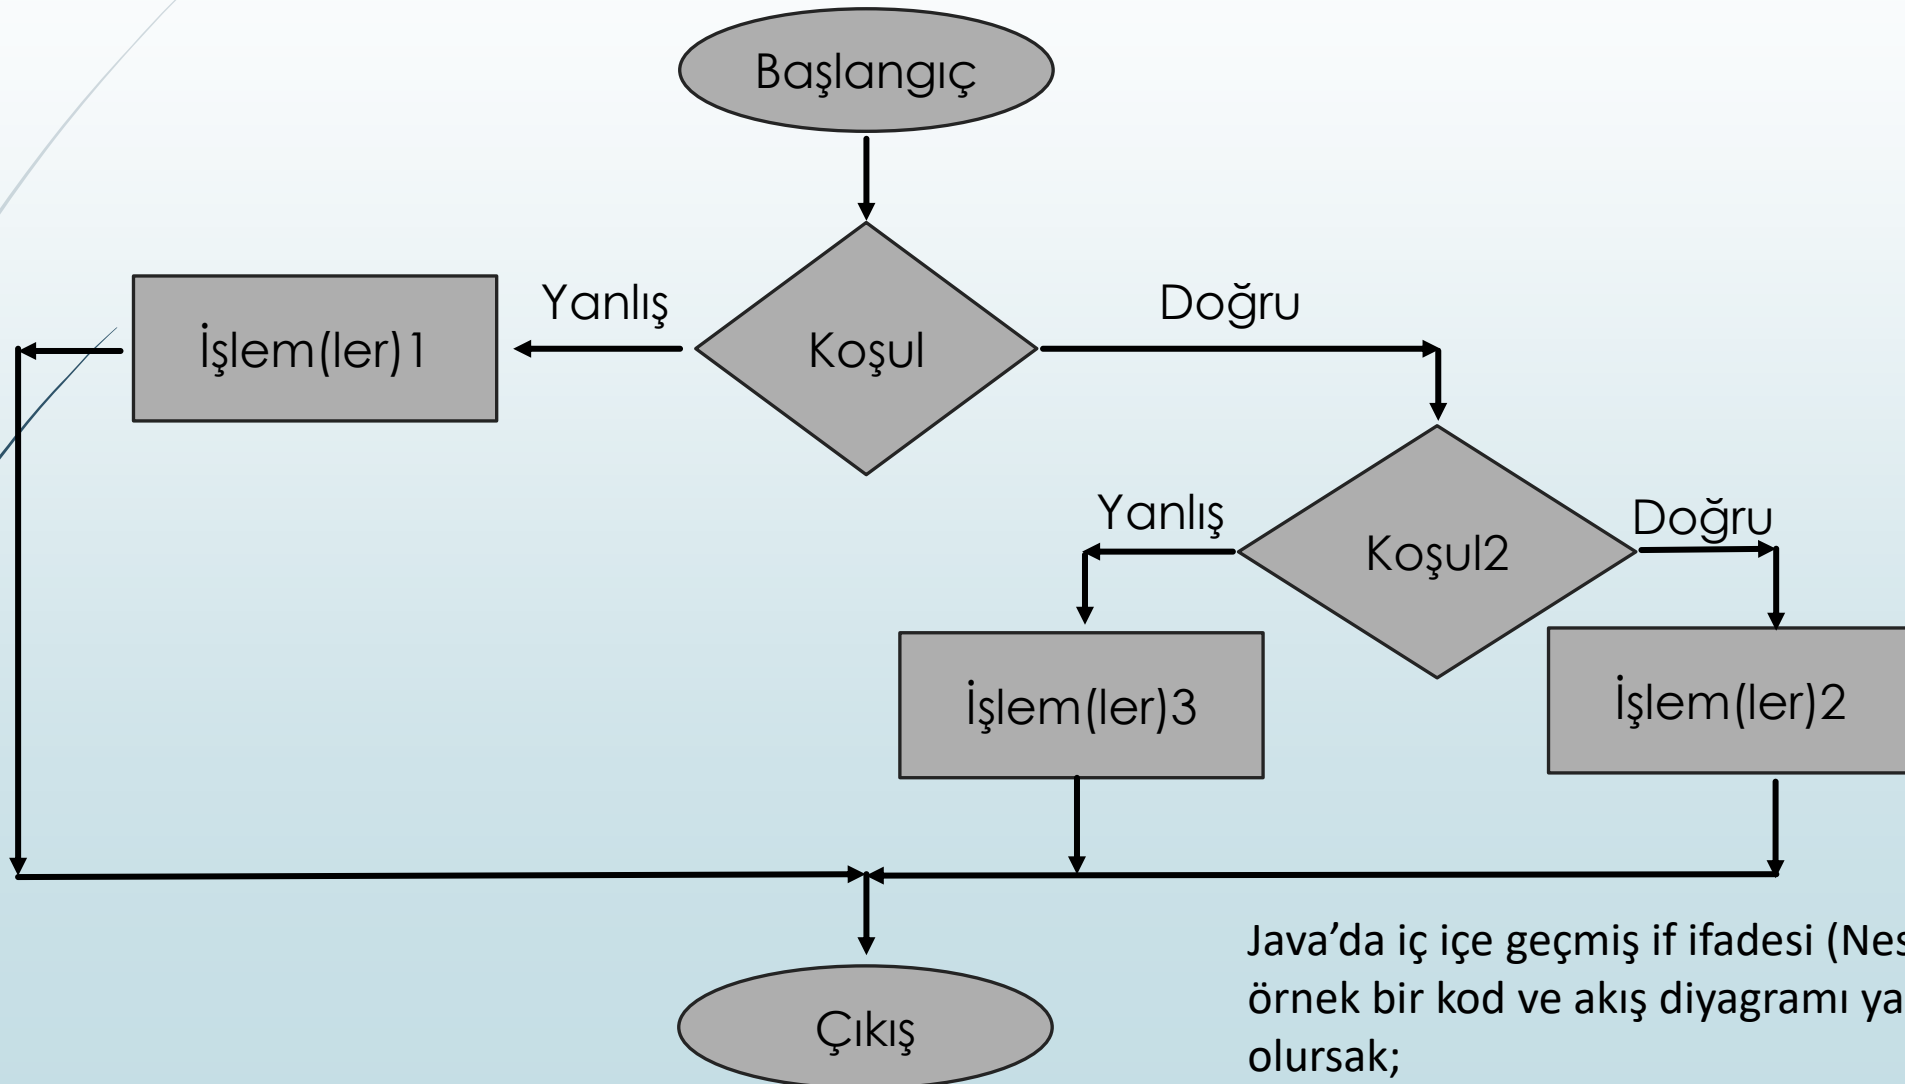 Başlangıç
Yanlış
Doğru
İşlem(ler)1
Koşul
Yanlış
Doğru
Koşul2
İşlem(ler)3
İşlem(ler)2
Java’da iç içe geçmiş if ifadesi
örnek bir kod ve akış diyagramı
olursak;
Çıkış